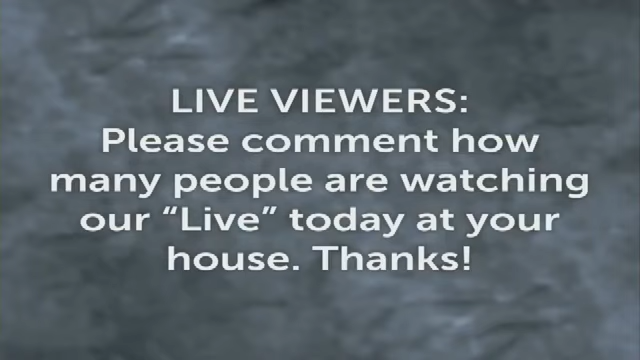 LIVE VIEWERS:
Please comment how
many people are watching
our “Live” today at your
house. Thanks!